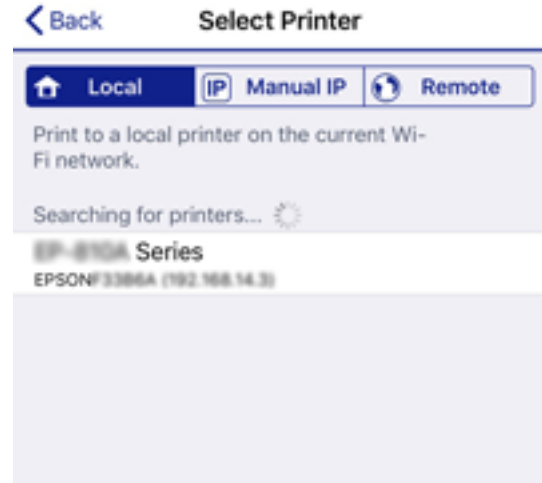 Back Select Printer
Local IP Manual IP Remote
Print to a local printer on the current Wi-
Fi network.
Searching for printers...
Series
EPSON